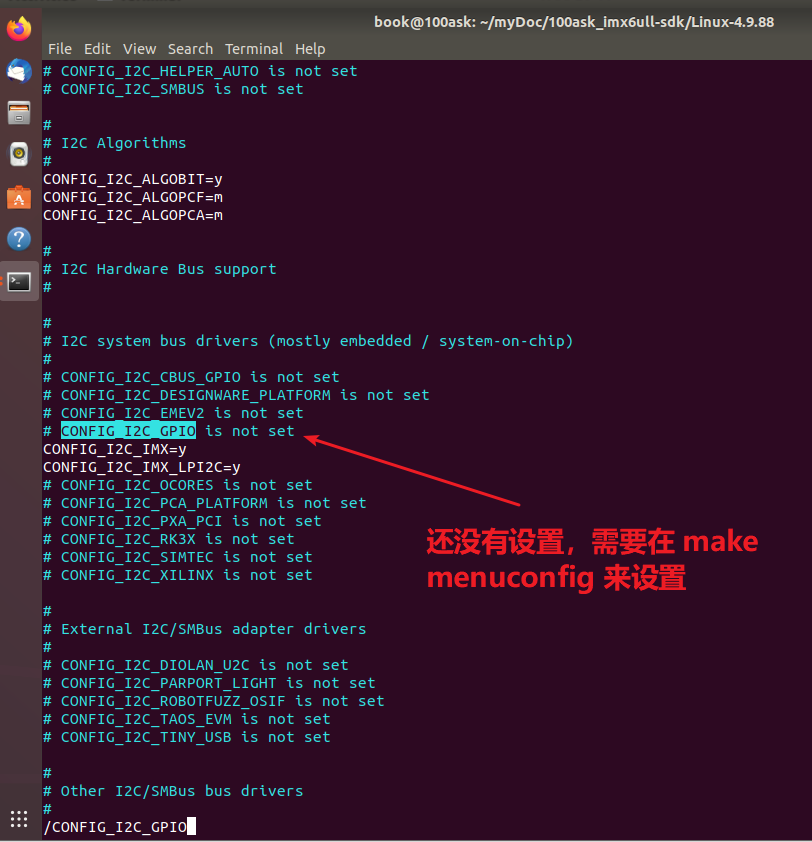 book@100ask: ~/myDoc/100ask_imx6ull-sdk/Linux-4.9.88
File Edit View Search Terminal Help
# CONFIG_I2C_HELPER_AUTO is not set
# CONFIG_I2C_SMBUS is not set
#
# I2C Algorithms
#
CONFIG_I2C_ALGOBIT=y
CONFIG_I2C_ALGOPCF=m
CONFIG_I2C_ALGOPCA=m
#
# I2C Hardware Bus support
#
#
# I2C system bus drivers (mostly embedded / system-on-chip)
#
# CONFIG_I2C_CBUS_GPIO is not set
# CONFIG_I2C_DESIGNWARE_PLATFORM is not set
# CONFIG_I2C_EMEV2 is not set
# CONFIG_I2C_GPIO is not set
CONFIG_I2C_IMX=y
CONFIG_I2C_IMX_LPI2C=y
# CONFIG_I2C_OCORES is not set
# CONFIG_I2C_PCA_PLATFORM is not set
# CONFIG_I2C_PXA_PCI is not set
# CONFIG_I2C_RK3X is not set
# CONFIG_I2C_SIMTEC is not set
# CONFIG_I2C_XILINX is not set
还没有设置，需要在 make
menuconfig 来设置
#
# External I2C/SMBus adapter drivers
#
# CONFIG_I2C_DIOLAN_U2C is not set
# CONFIG_I2C_PARPORT_LIGHT is not set
# CONFIG_I2C_ROBOTFUZZ_OSIF is not set
# CONFIG_I2C_TAOS_EVM is not set
# CONFIG_I2C_TINY_USB is not set
#
# Other I2C/SMBus bus drivers
#
/CONFIG_I2C_GPIO